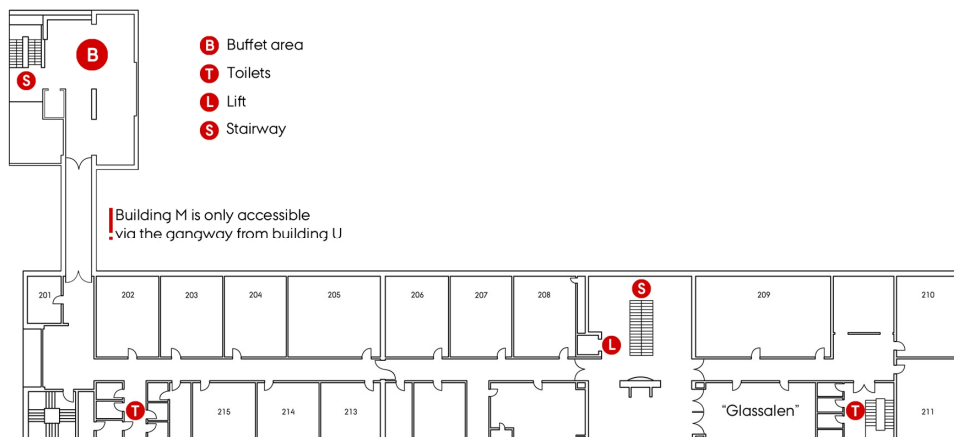 B
S
B Buffet area
T Toilets
L Lift
S Stairway
! Building M is only accessible
via the gangway from building U
201
202
203
204
205
206
207
208
S
L
209
210
T
215
214
213
"Glassalen"
T
211